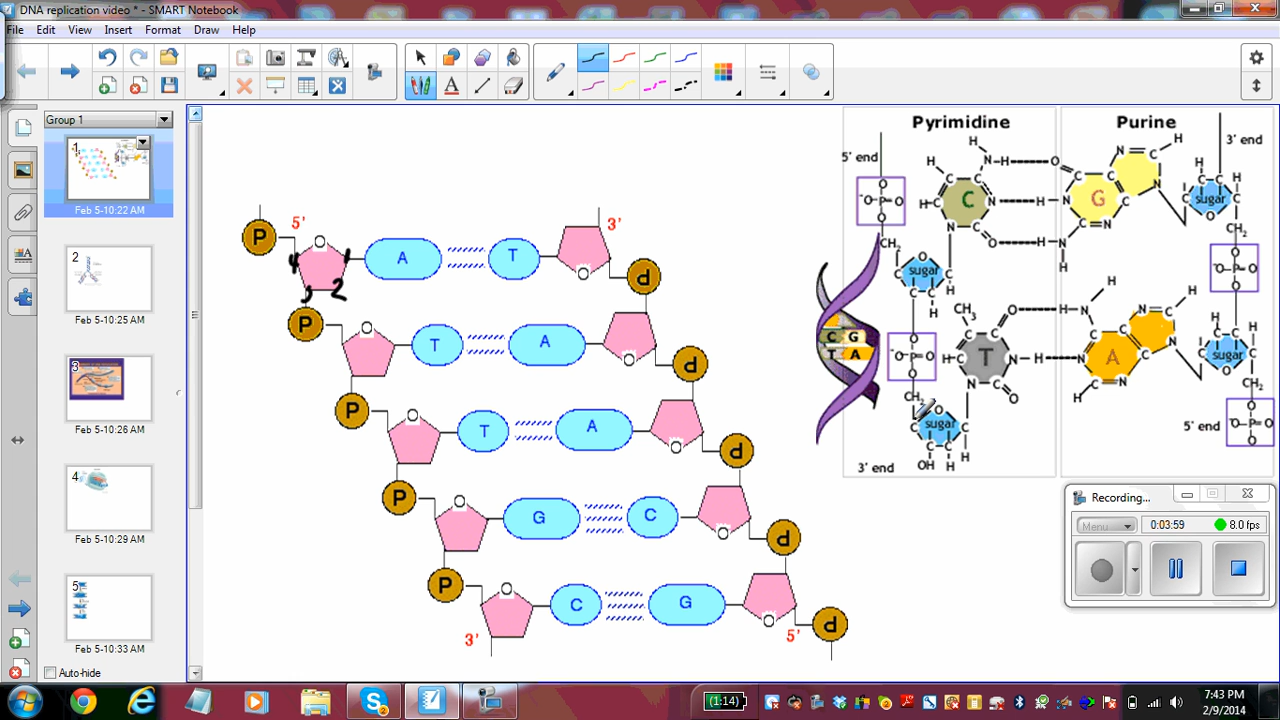 DNA replication video * - SMART Notebook
File Edit View Insert Format Draw Help
Group 1
1
Feb 5-10:22 AM
2
Feb 5-10:25 AM
3
Feb 5-10:26 AM
4
Feb 5-10:29 AM
5
Feb 5-10:33 AM
Auto-hide
5' 3'
P O A T O P
4 1 2
P O T A O P
P O T A O P
P O G C O P
P O C G O P
3' 5'
Pyrimidine Purine
5' end 3' end
C G
sugar sugar
T A
sugar sugar
C G
T A
3' end 5' end
Recording...
Menu 0:03:59 8.0 fps
(1:14)
7:43 PM
2/9/2014